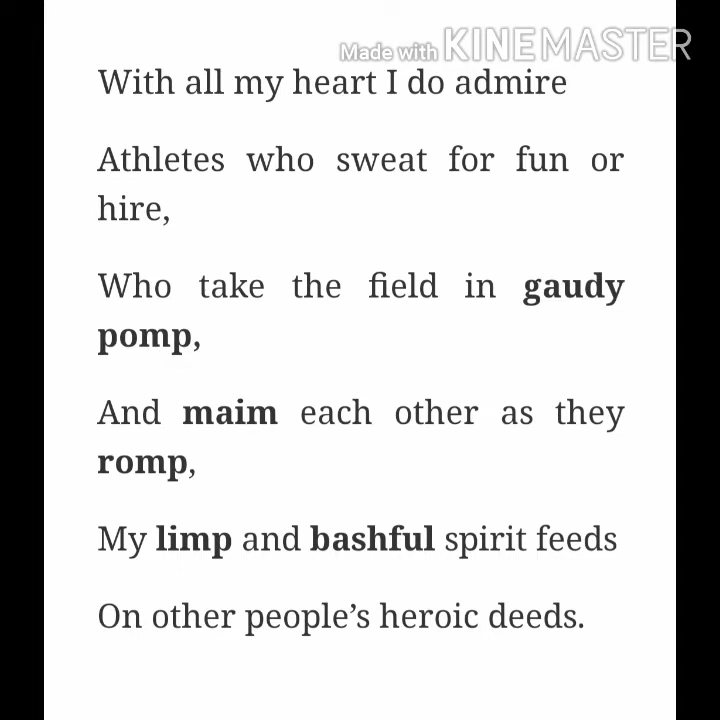 Made with KINEMASTER
With all my heart I do admire
Athletes who sweat for fun or
hire,
Who take the field in gaudy
pomp,
And maim each other as they
romp,
My limp and bashful spirit feeds
On other people’s heroic deeds.